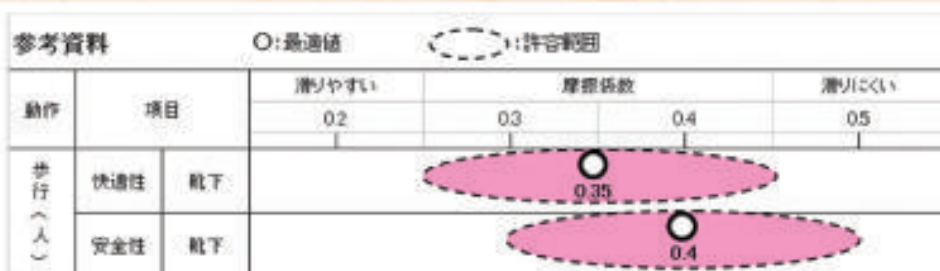 参考資料 O:最適値 :許容範囲
滑りやすい 摩擦係数 滑りにくい
動作 項目 0.2 0.3 0.4 0.5
歩行(人)
快適性 靴下 0.35
安全性 靴下 0.4